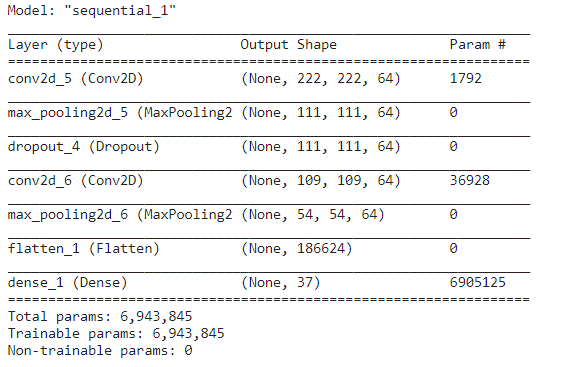 Model: "sequential_1"
Layer (type) Output Shape Param #
conv2d_5 (Conv2D) (None, 222, 222, 64) 1792
max_pooling2d_5 (MaxPooling2 (None, 111, 111, 64) 0
dropout_4 (Dropout) (None, 111, 111, 64) 0
conv2d_6 (Conv2D) (None, 109, 109, 64) 36928
max_pooling2d_6 (MaxPooling2 (None, 54, 54, 64) 0
flatten_1 (Flatten) (None, 186624) 0
dense_1 (Dense) (None, 37) 6905125
Total params: 6,943,845
Trainable params: 6,943,845
Non-trainable params: 0